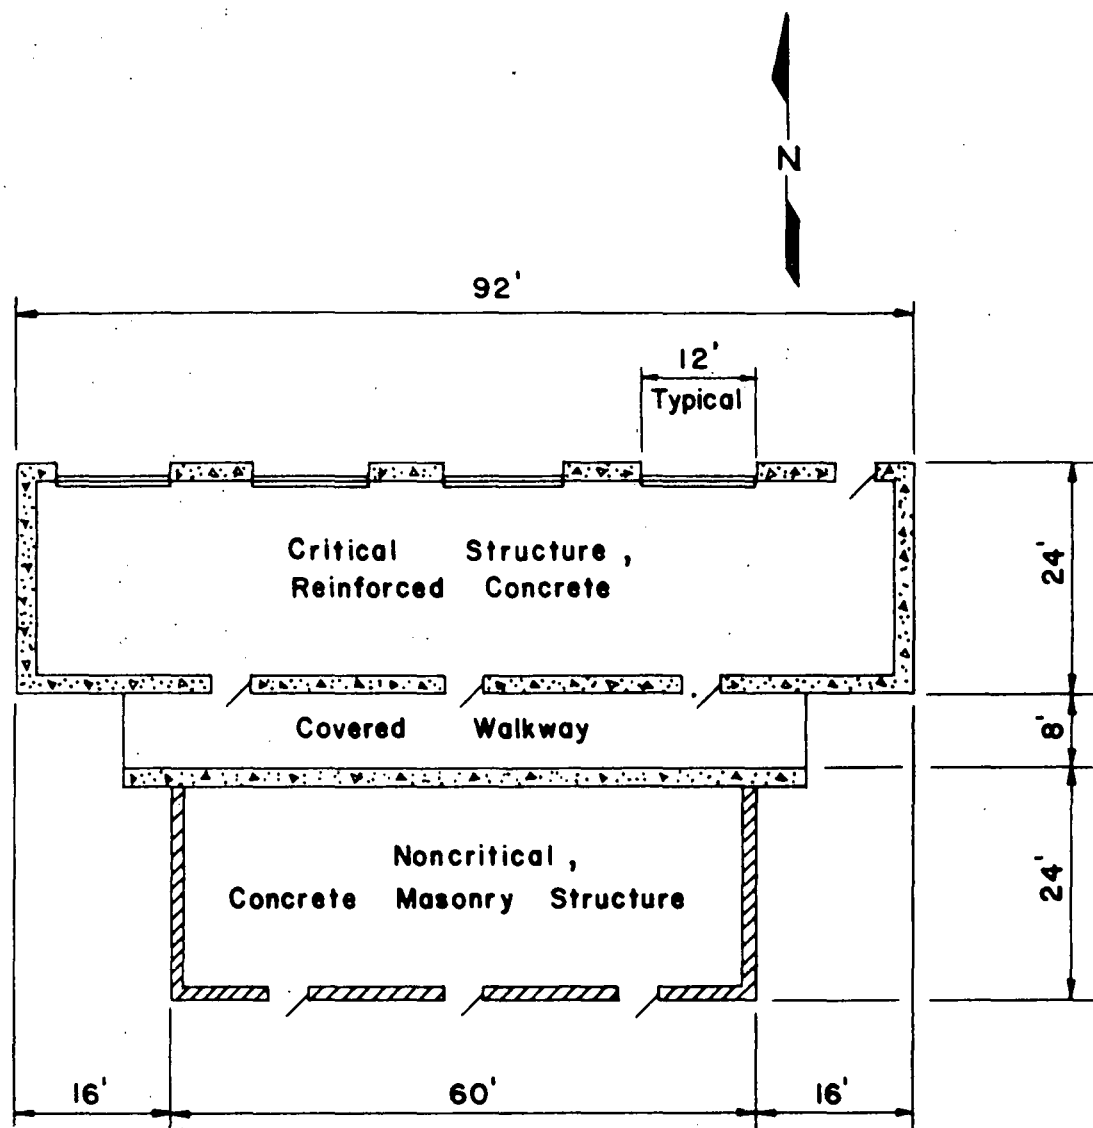 N
92'
12'
Typical
Critical Structure,
Reinforced Concrete
24'
Covered Walkway
8'
Noncritical,
Concrete Masonry Structure
24'
16'
60'
16'